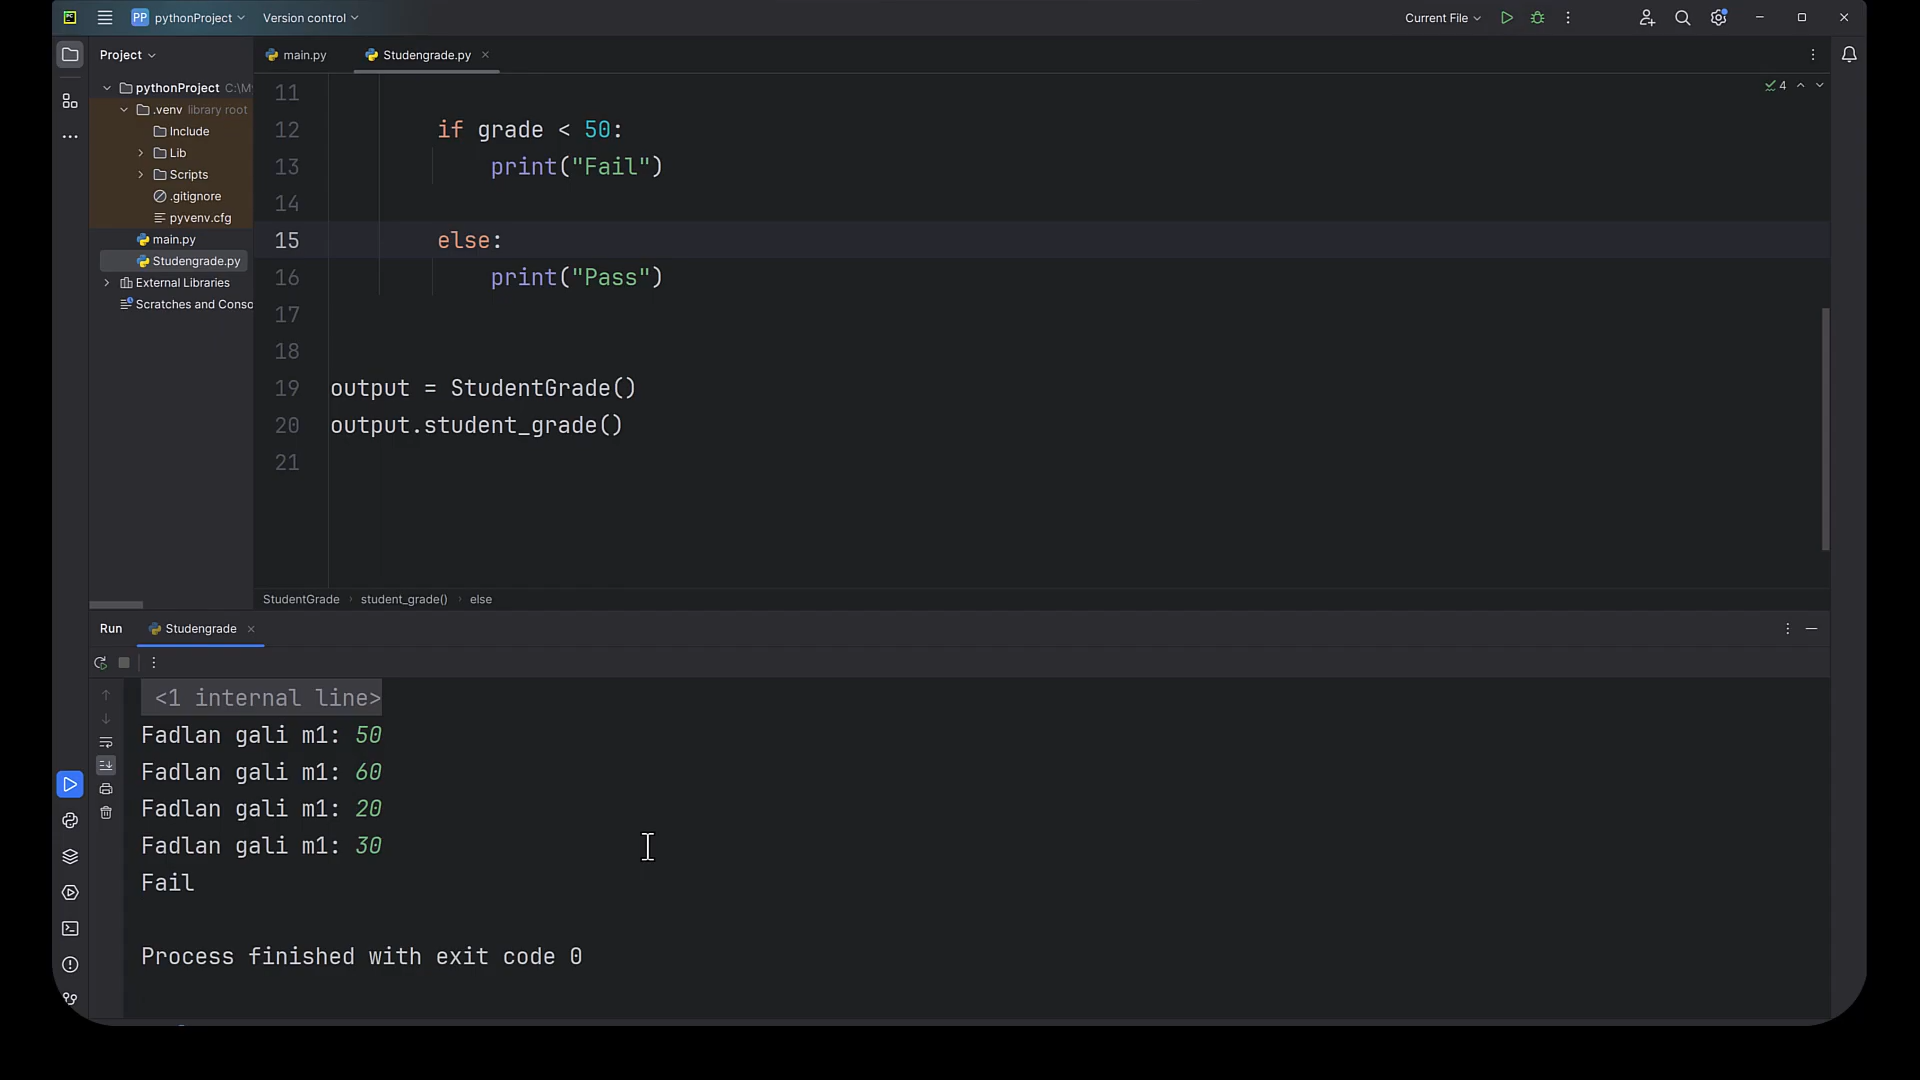 PP pythonProject Version control Current File
Project main.py Studengrade.py
pythonProject C:\My
.venv library root
Include
Lib
Scripts
.gitignore
pyvenv.cfg
main.py
Studengrade.py
External Libraries
Scratches and Conso
4
11
12 if grade < 50:
13 print("Fail")
14
15 else:
16 print("Pass")
17
18
19 output = StudentGrade()
20 output.student_grade()
21
StudentGrade › student_grade() › else
Run Studengrade
<1 internal line>
Fadlan gali m1: 50
Fadlan gali m1: 60
Fadlan gali m1: 20
Fadlan gali m1: 30
Fail
Process finished with exit code 0